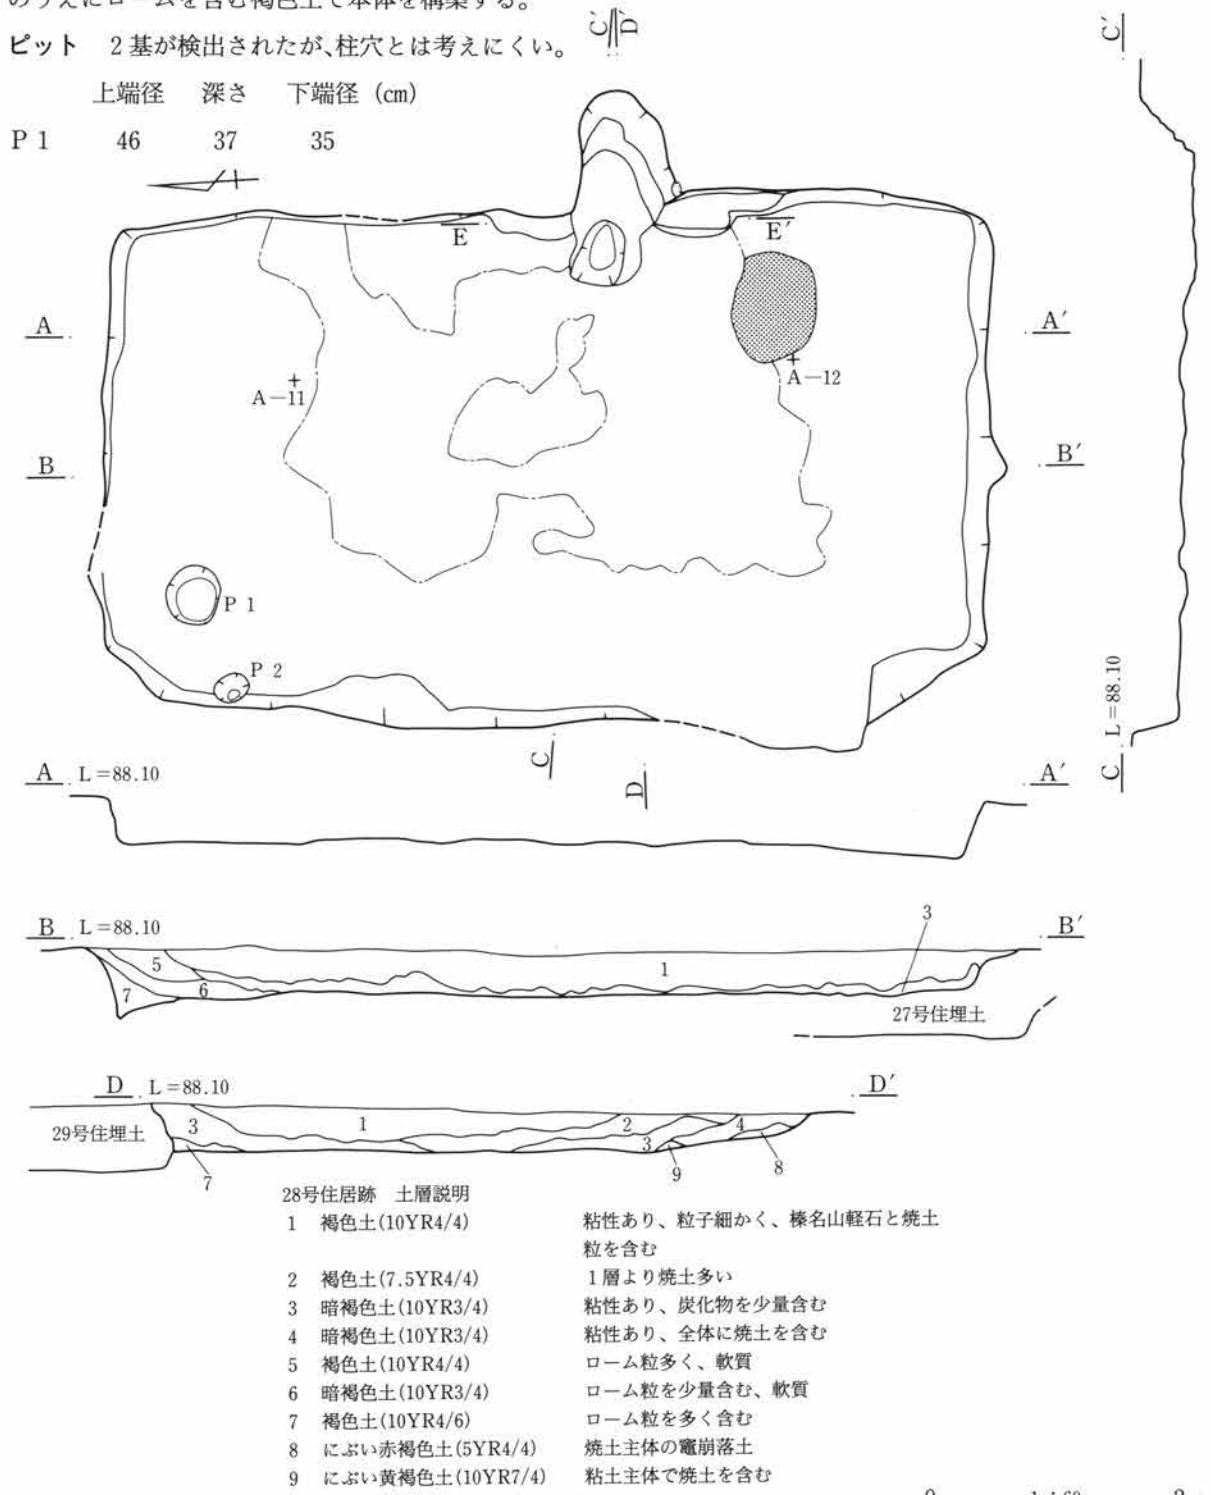 のうえにロームを含む褐色土で本体を構築する。
ピット 2基が検出されたが、柱穴とは考えにくい。
上端径 深さ 下端径 (cm)
P 1 46 37 35
C′ D′
C′
E E′
A A′
A－11 A－12
B B′
P 1
P 2
C D
C L=88.10
A L=88.10 A′
B L=88.10 B′
3
5 1
7 6
27号住埋土
D L=88.10 D′
29号住埋土 3 1 2 4
3
7 9 8
28号住居跡 土層説明
1 褐色土(10YR4/4) 粘性あり、粒子細かく、榛名山軽石と焼土
粒を含む
2 褐色土(7.5YR4/4) 1層より焼土多い
3 暗褐色土(10YR3/4) 粘性あり、炭化物を少量含む
4 暗褐色土(10YR3/4) 粘性あり、全体に焼土を含む
5 褐色土(10YR4/4) ローム粒多く、軟質
6 暗褐色土(10YR3/4) ローム粒を少量含む、軟質
7 褐色土(10YR4/6) ローム粒を多く含む
8 にぶい赤褐色土(5YR4/4) 焼土主体の竈崩落土
9 にぶい黄褐色土(10YR7/4) 粘土主体で焼土を含む